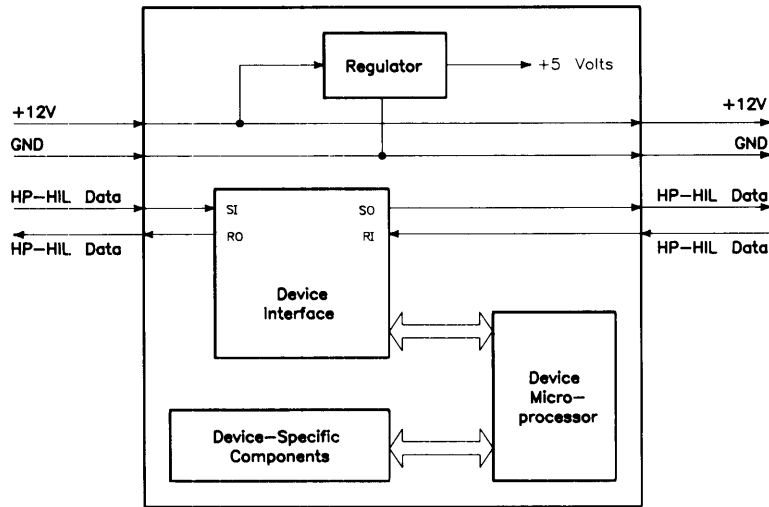 Regulator
+5 Volts
+12V
+12V
GND
GND
HP-HIL Data
HP-HIL Data
SI
SO
HP-HIL Data
RO
RI
HP-HIL Data
Device
Interface
Device
Micro-
processor
Device-Specific
Components